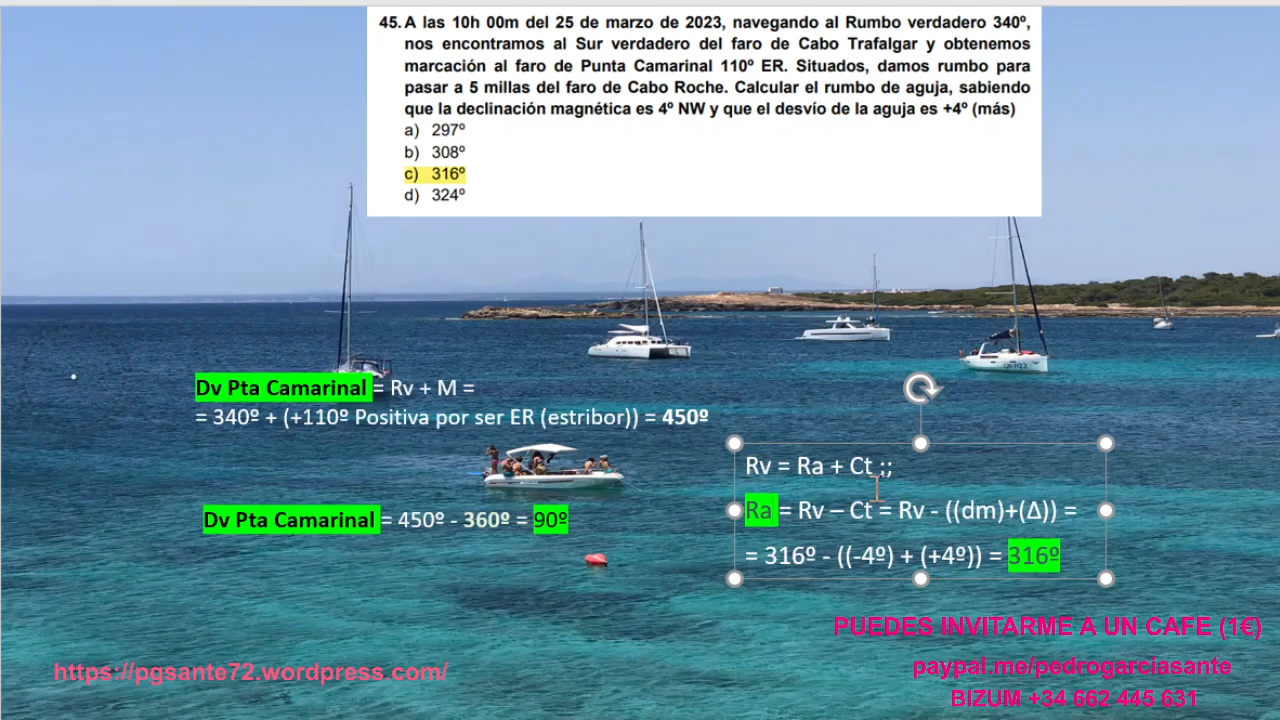 45. A las 10h 00m del 25 de marzo de 2023, navegando al Rumbo verdadero 340º,
nos encontramos al Sur verdadero del faro de Cabo Trafalgar y obtenemos
marcación al faro de Punta Camarinal 110º ER. Situados, damos rumbo para
pasar a 5 millas del faro de Cabo Roche. Calcular el rumbo de aguja, sabiendo
que la declinación magnética es 4º NW y que el desvío de la aguja es +4º (más)
a) 297º
b) 308º
c) 316º
d) 324º
Dv Pta Camarinal = Rv + M =
= 340º + (+110º Positiva por ser ER (estribor)) = 450º
Dv Pta Camarinal = 450º - 360º = 90º
Rv = Ra + Ct ;;
Ra = Rv – Ct = Rv - ((dm)+(Δ)) =
= 316º - ((-4º) + (+4º)) = 316º
PUEDES INVITARME A UN CAFE (1€)
https://pgsante72.wordpress.com/
paypal.me/pedrogarciasante
BIZUM +34 662 445 631